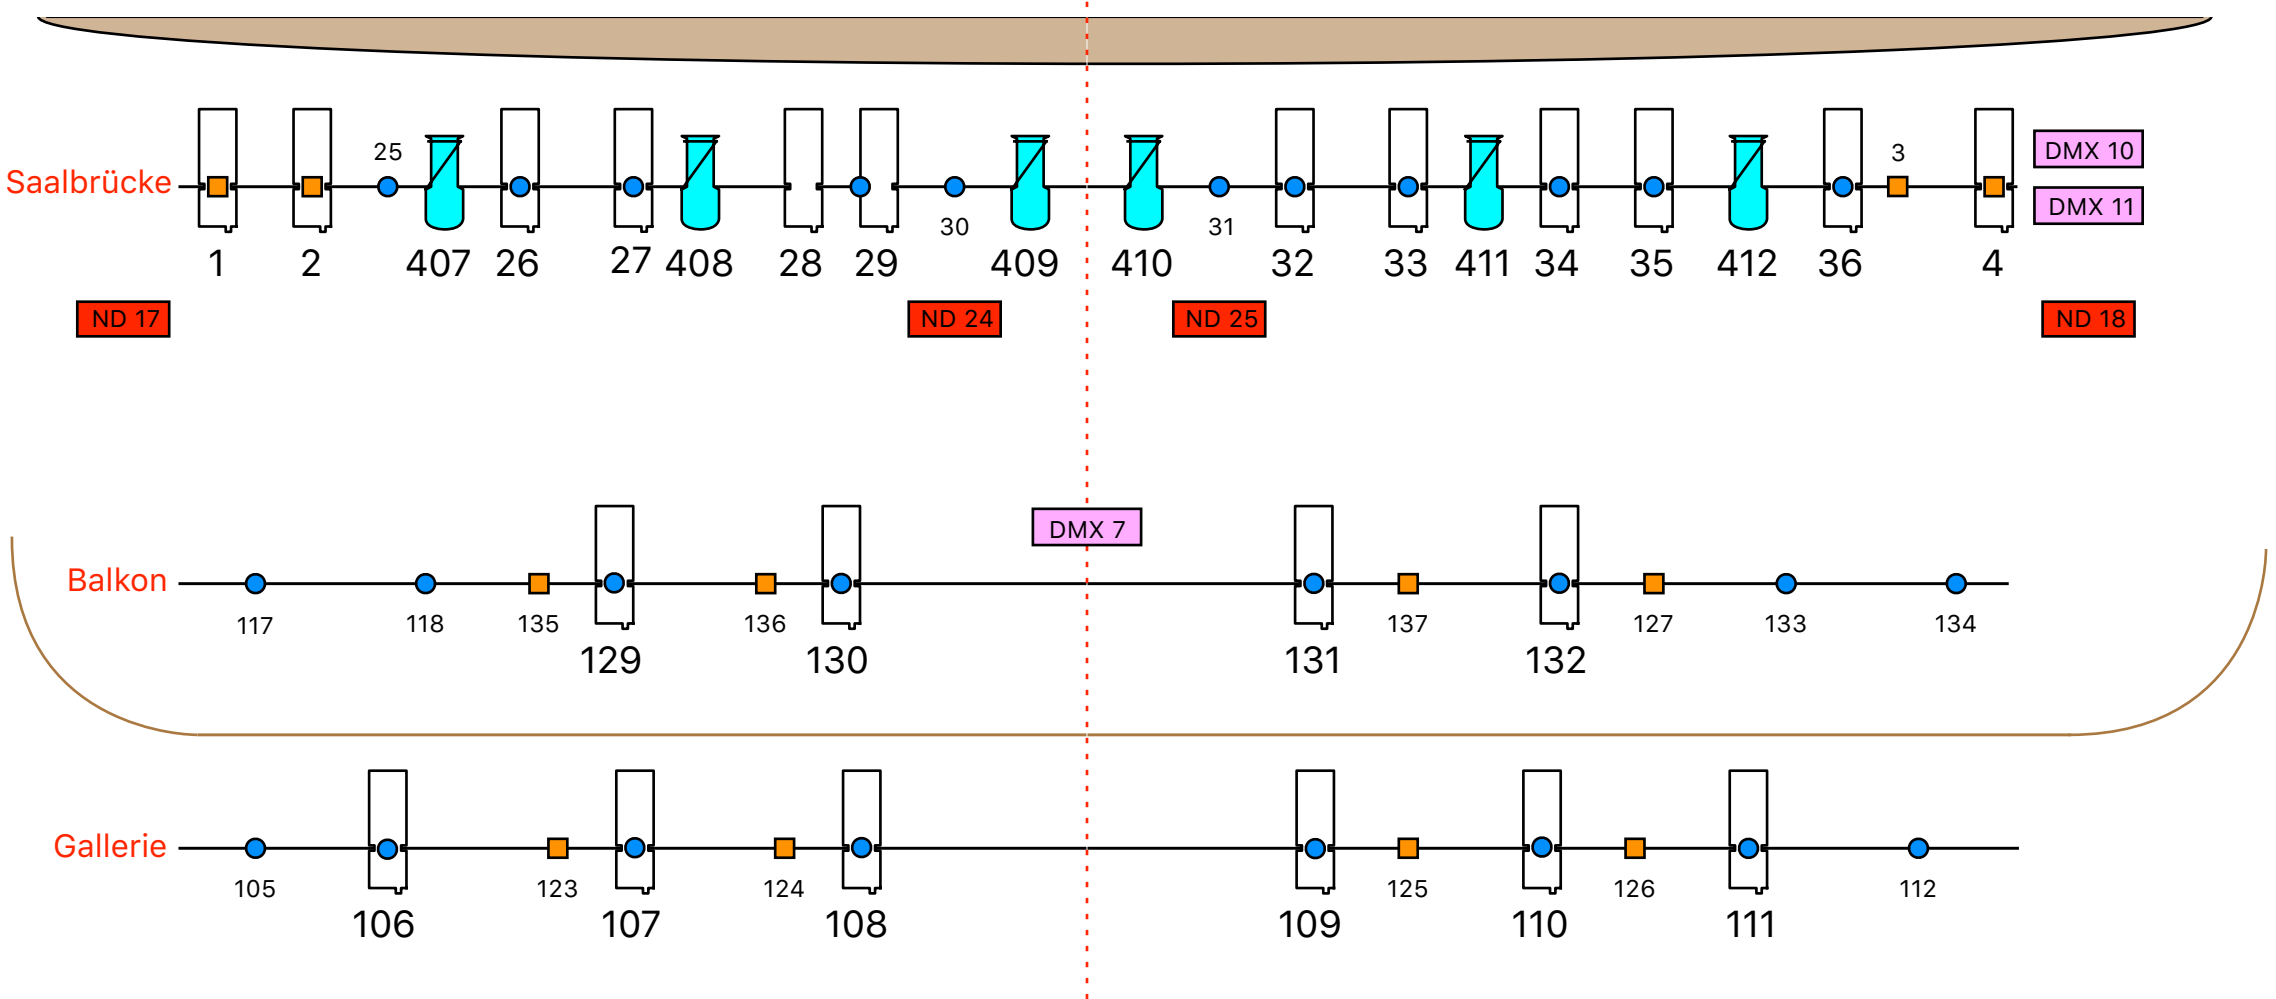 25
3
DMX 10
Saalbrücke
DMX 11
30
31
1 2 407 26 27 408 28 29 409 410 32 33 411 34 35 412 36 4
ND 17 ND 24 ND 25 ND 18
DMX 7
Balkon
117 118 135 136 137 127 133 134
129 130 131 132
Gallerie
105 123 124 125 126 112
106 107 108 109 110 111